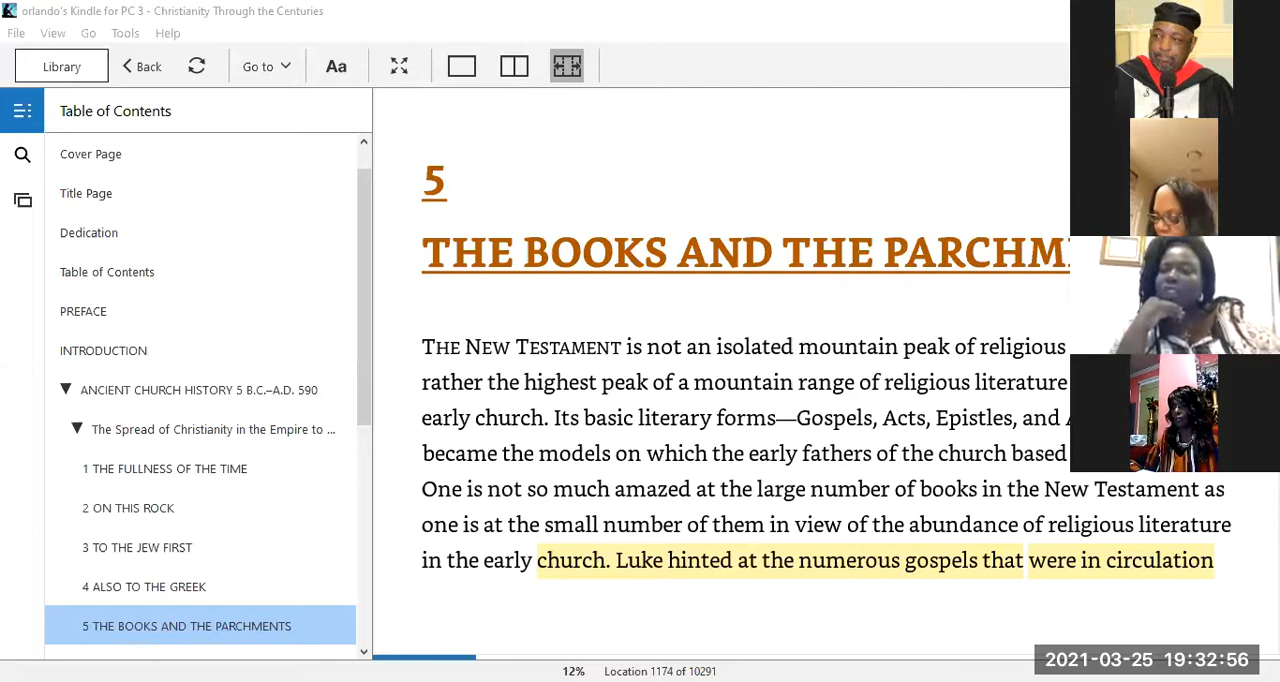 orlando's Kindle for PC 3 - Christianity Through the Centuries
File View Go Tools Help
Library Back Go to Aa
Table of Contents
Cover Page
Title Page
Dedication
Table of Contents
PREFACE
INTRODUCTION
ANCIENT CHURCH HISTORY 5 B.C.–A.D. 590
The Spread of Christianity in the Empire to ...
1 THE FULLNESS OF THE TIME
2 ON THIS ROCK
3 TO THE JEW FIRST
4 ALSO TO THE GREEK
5 THE BOOKS AND THE PARCHMENTS
5
THE BOOKS AND THE
THE NEW TESTAMENT is not an isolated mountain peak of religious
rather the highest peak of a mountain range of religious literature
early church. Its basic literary forms—Gospels, Acts, Epistles, and
became the models on which the early fathers of the church based
One is not so much amazed at the large number of books in the New Testament as
one is at the small number of them in view of the abundance of religious literature
in the early church. Luke hinted at the numerous gospels that were in circulation
12% Location 1174 of 10291
2021-03-25 19:32:56